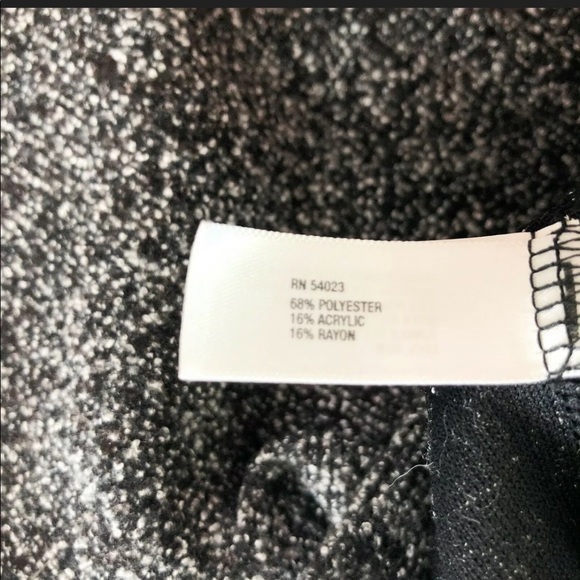 RN 54023
68% POLYESTER
16% ACRYLIC
16% RAYON